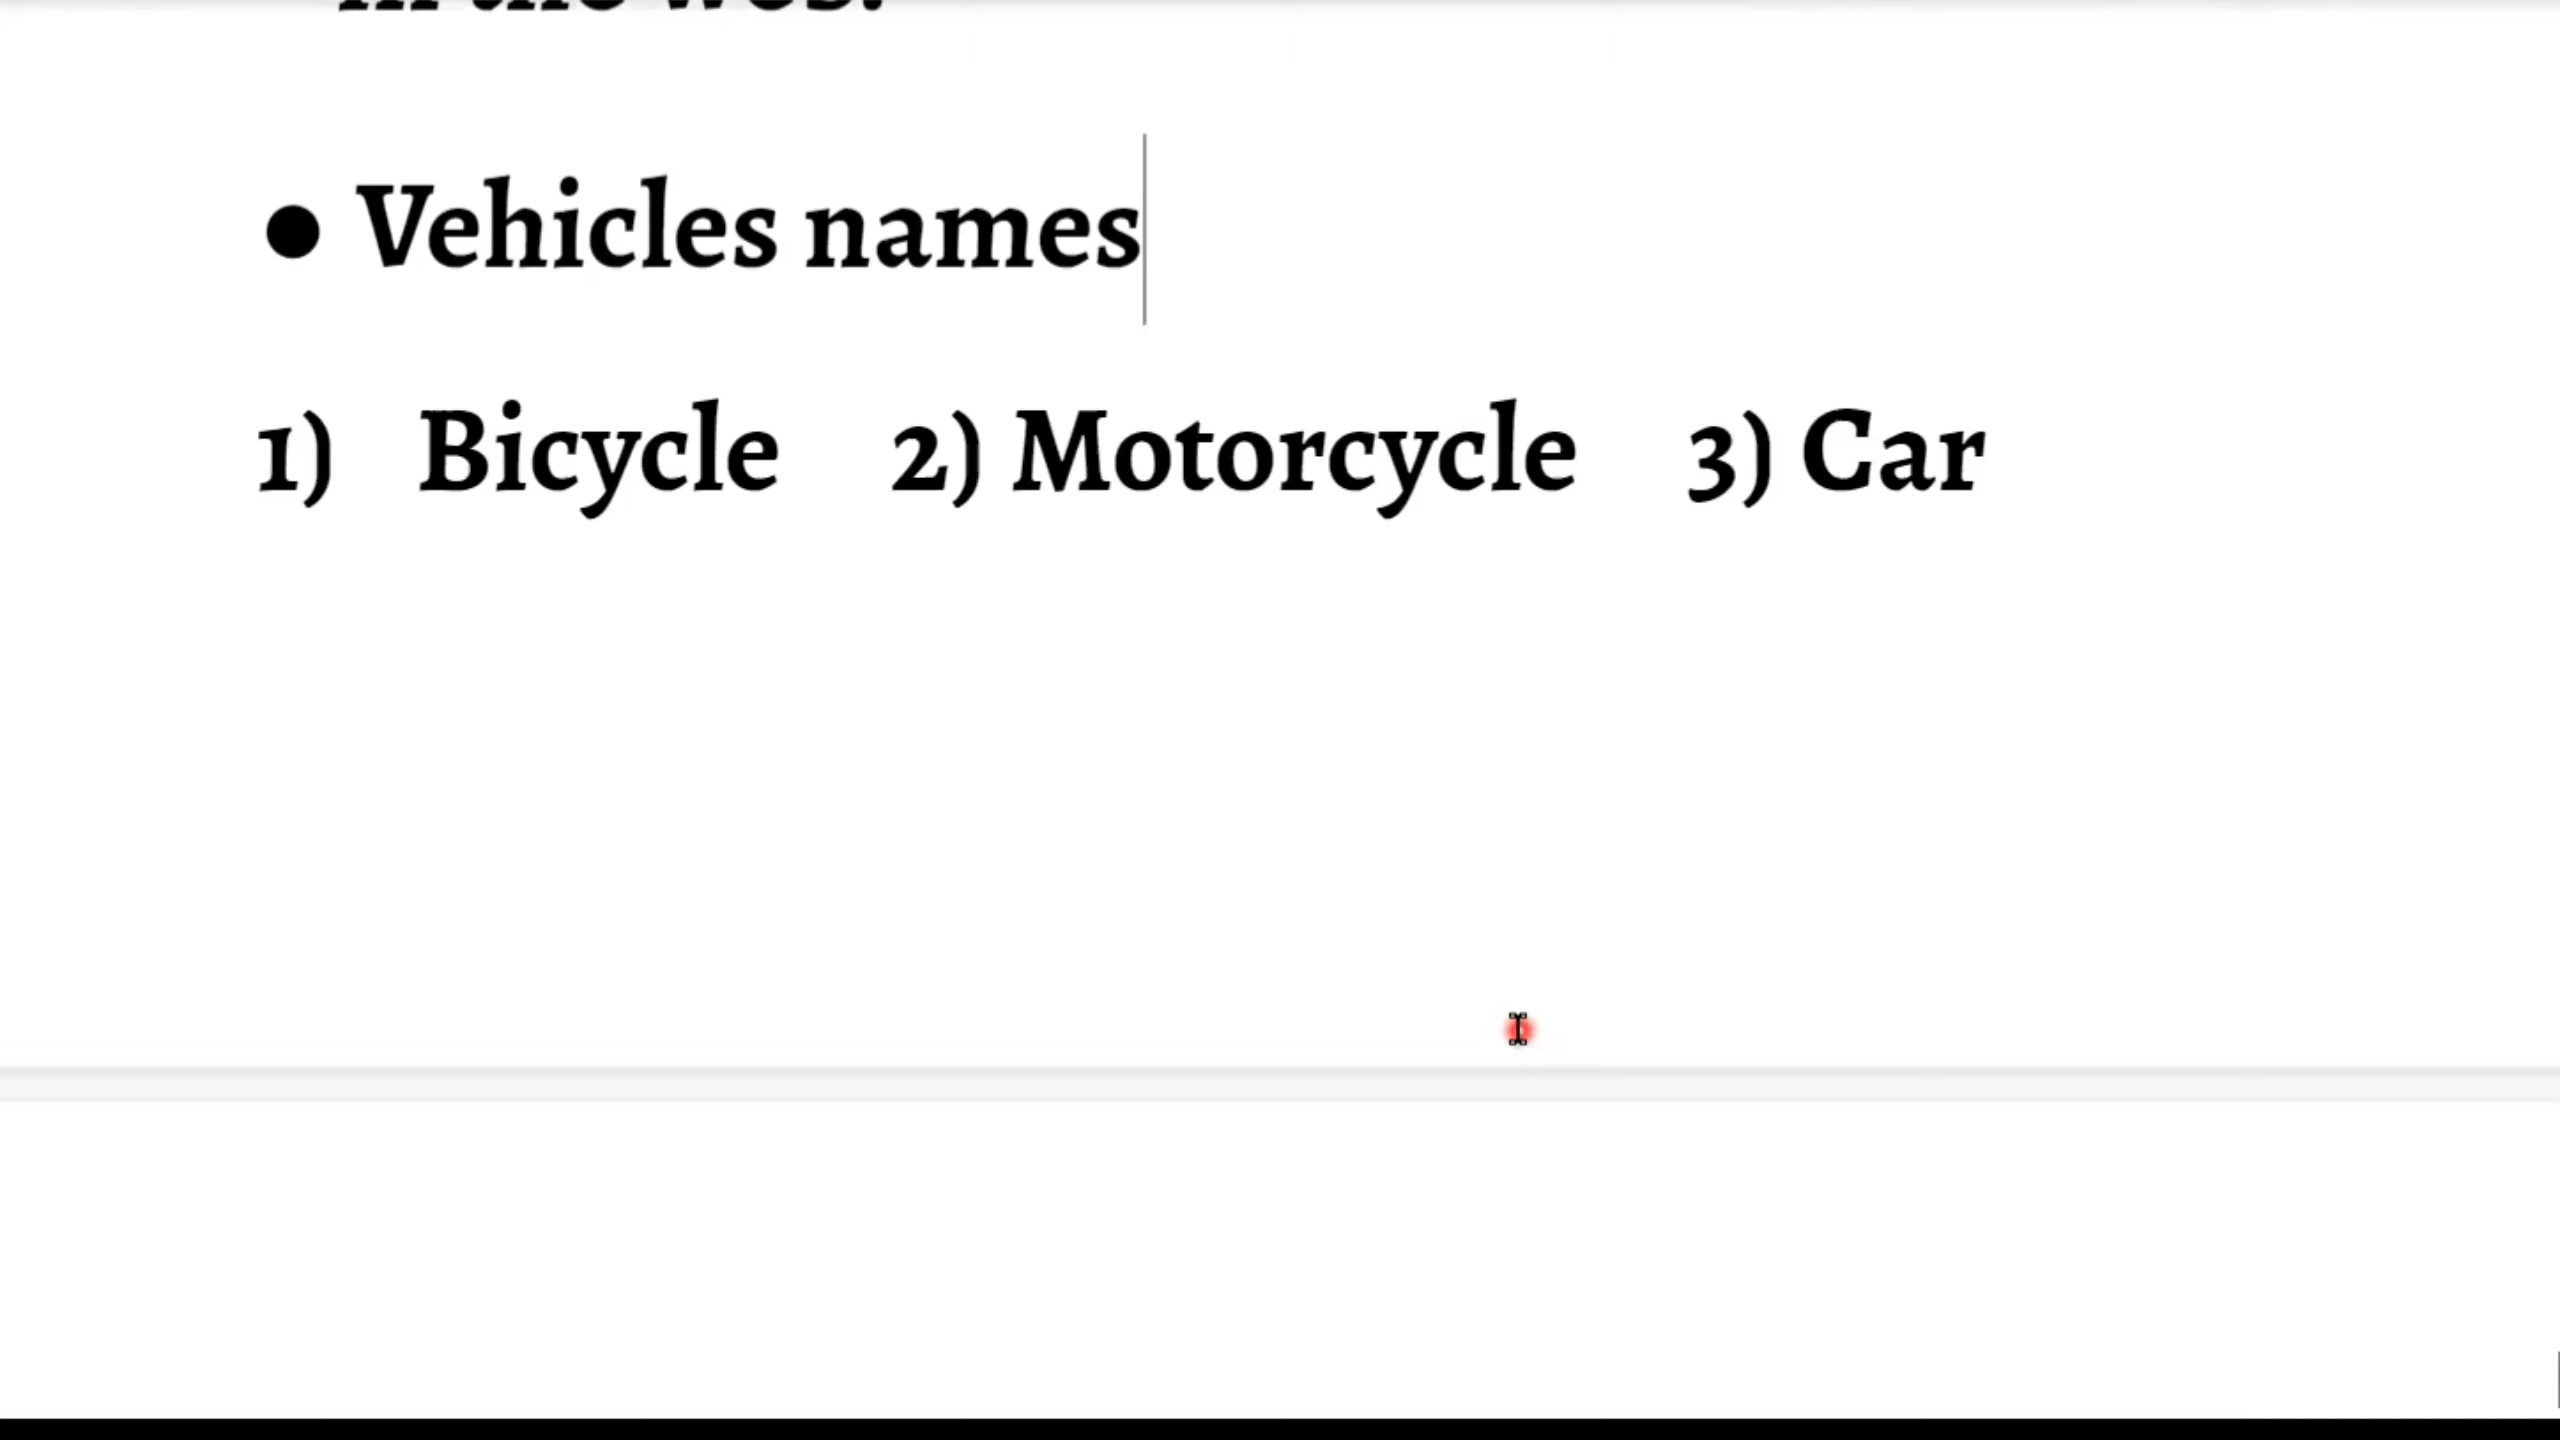 ● Vehicles names
1) Bicycle 2) Motorcycle 3) Car